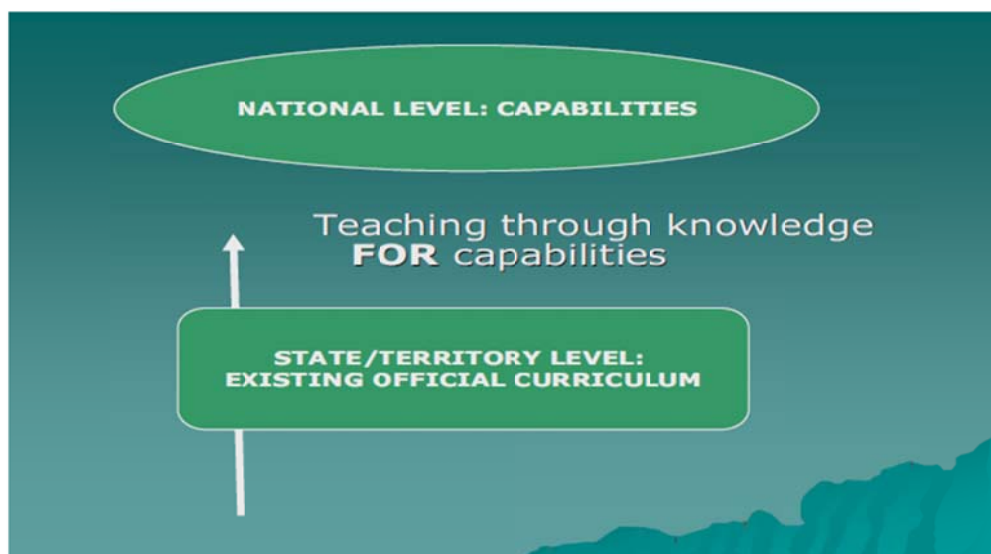 NATIONAL LEVEL: CAPABILITIES
Teaching through knowledge
FOR capabilities
STATE/TERRITORY LEVEL:
EXISTING OFFICIAL CURRICULUM